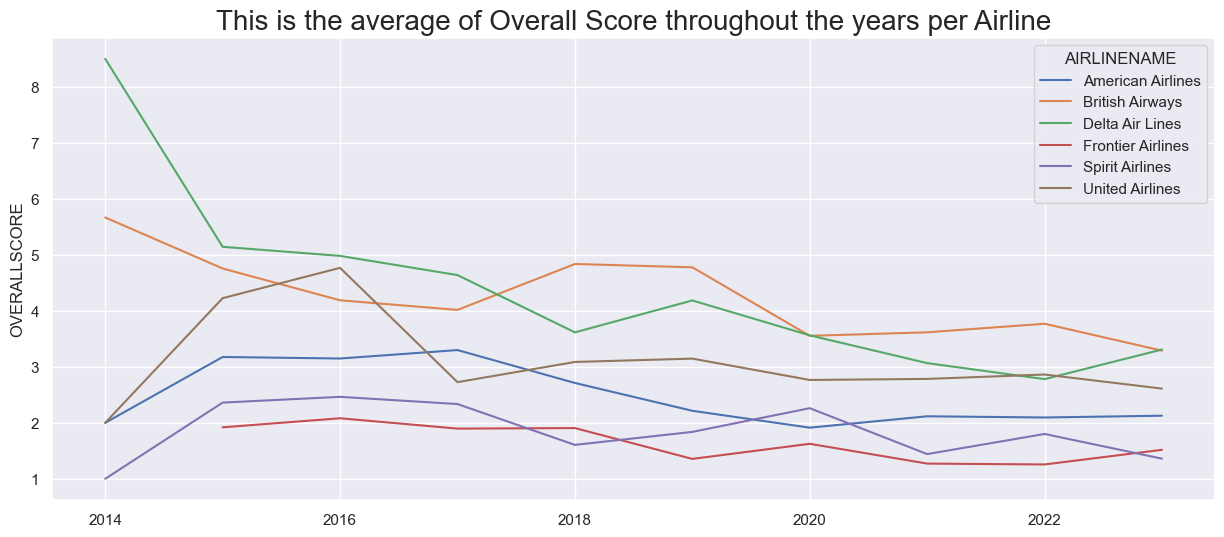 This is the average of Overall Score throughout the years per Airline
AIRLINENAME
American Airlines
British Airways
Delta Air Lines
Frontier Airlines
Spirit Airlines
United Airlines
OVERALLSCORE
8
7
6
5
4
3
2
1
2014 2016 2018 2020 2022